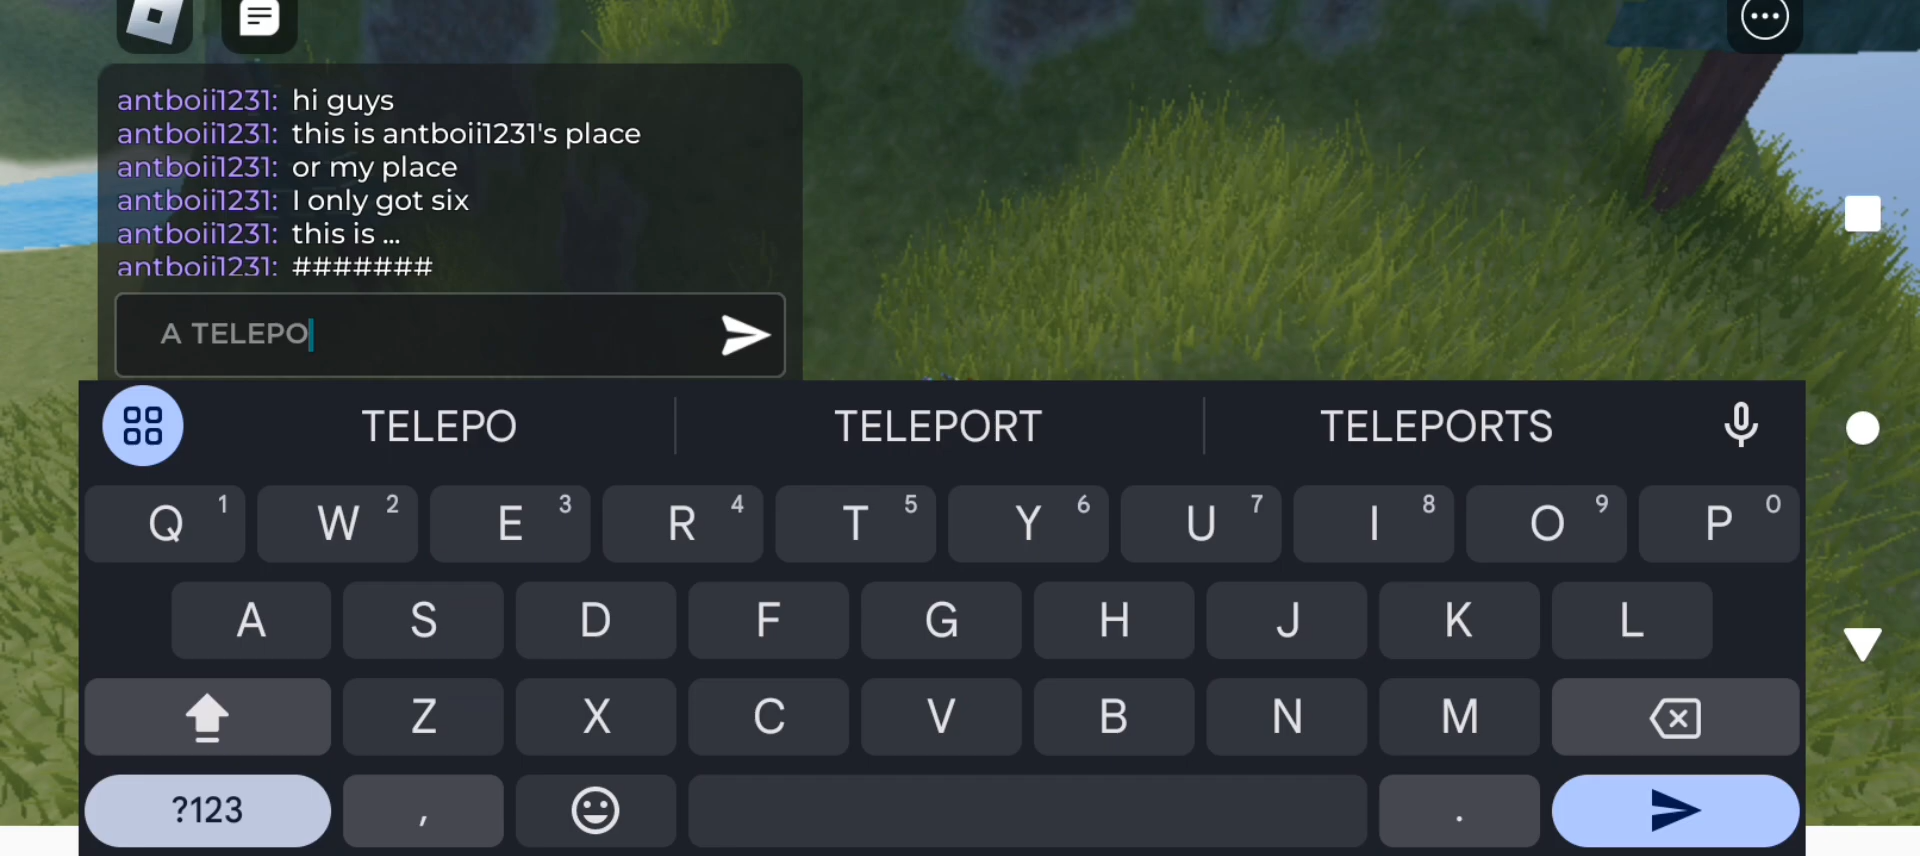 antboii1231: hi guys
antboii1231: this is antboii1231's place
antboii1231: or my place
antboii1231: I only got six
antboii1231: this is ...
antboii1231: #######
A TELEPO
TELEPO TELEPORT TELEPORTS
Q 1 W 2 E 3 R 4 T 5 Y 6 U 7 I 8 O 9 P 0
A S D F G H J K L
Z X C V B N M
?123 , .